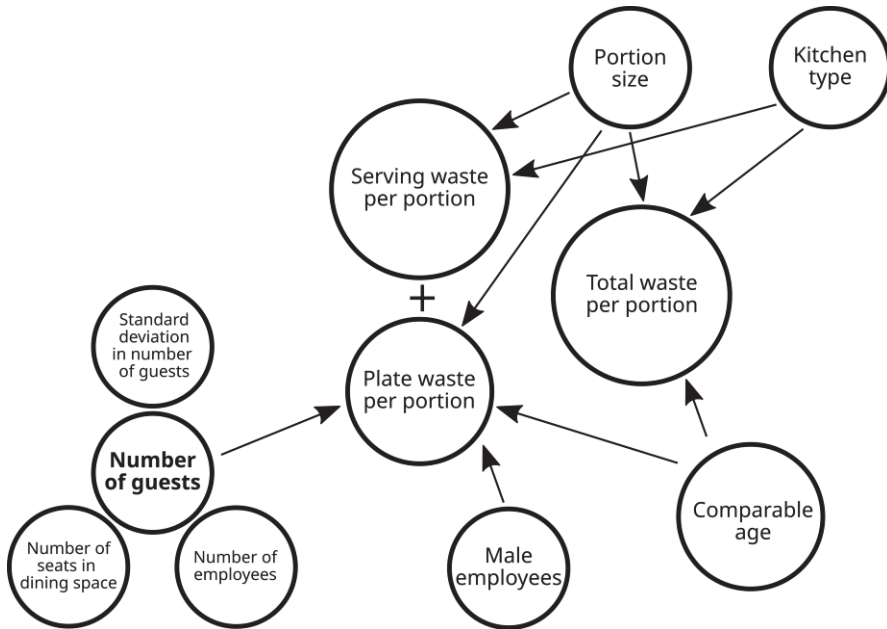 Portion
size
Kitchen
type
Serving waste
per portion
Total waste
per portion
+
Standard
deviation
in number
of guests
Plate waste
per portion
Number
of guests
Comparable
age
Number of
seats in
dining space
Number of
employees
Male
employees